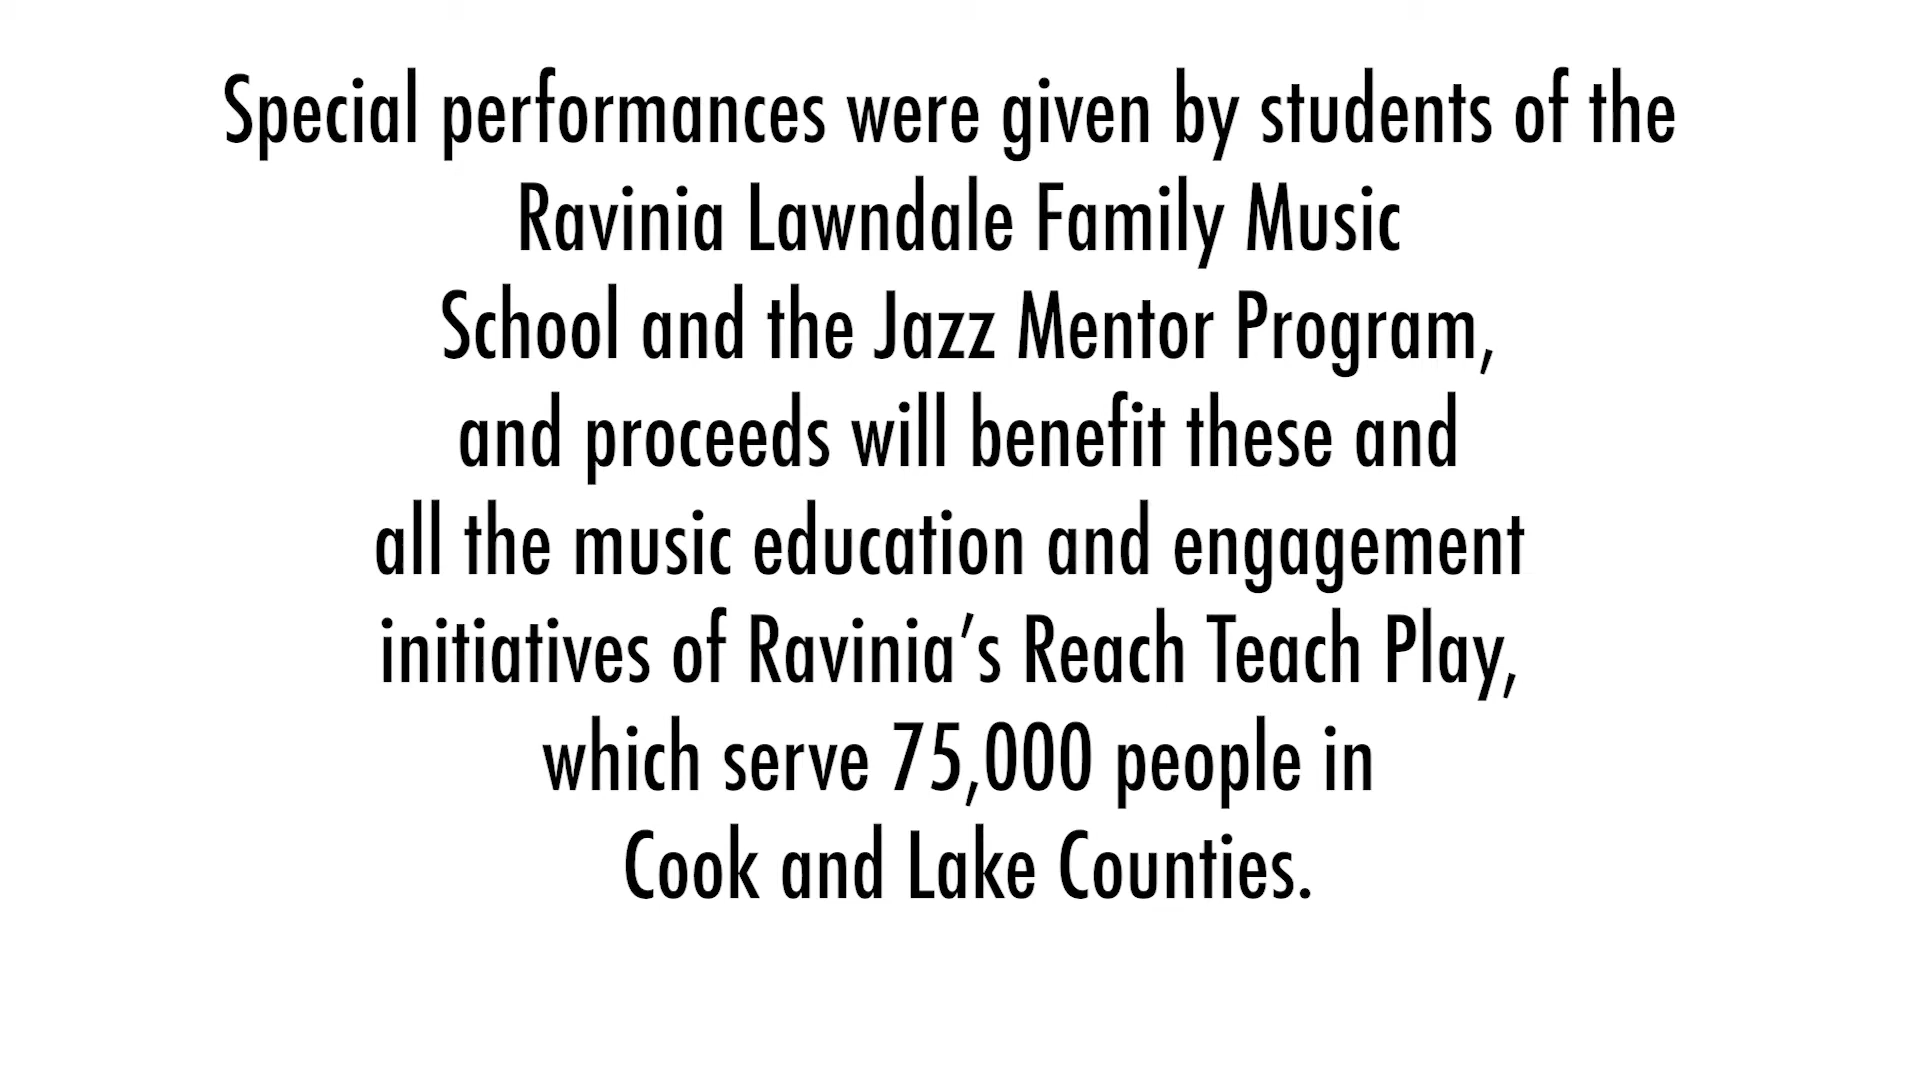 Special performances were given by students of the
Ravinia Lawndale Family Music
School and the Jazz Mentor Program,
and proceeds will benefit these and
all the music education and engagement
initiatives of Ravinia’s Reach Teach Play,
which serve 75,000 people in
Cook and Lake Counties.